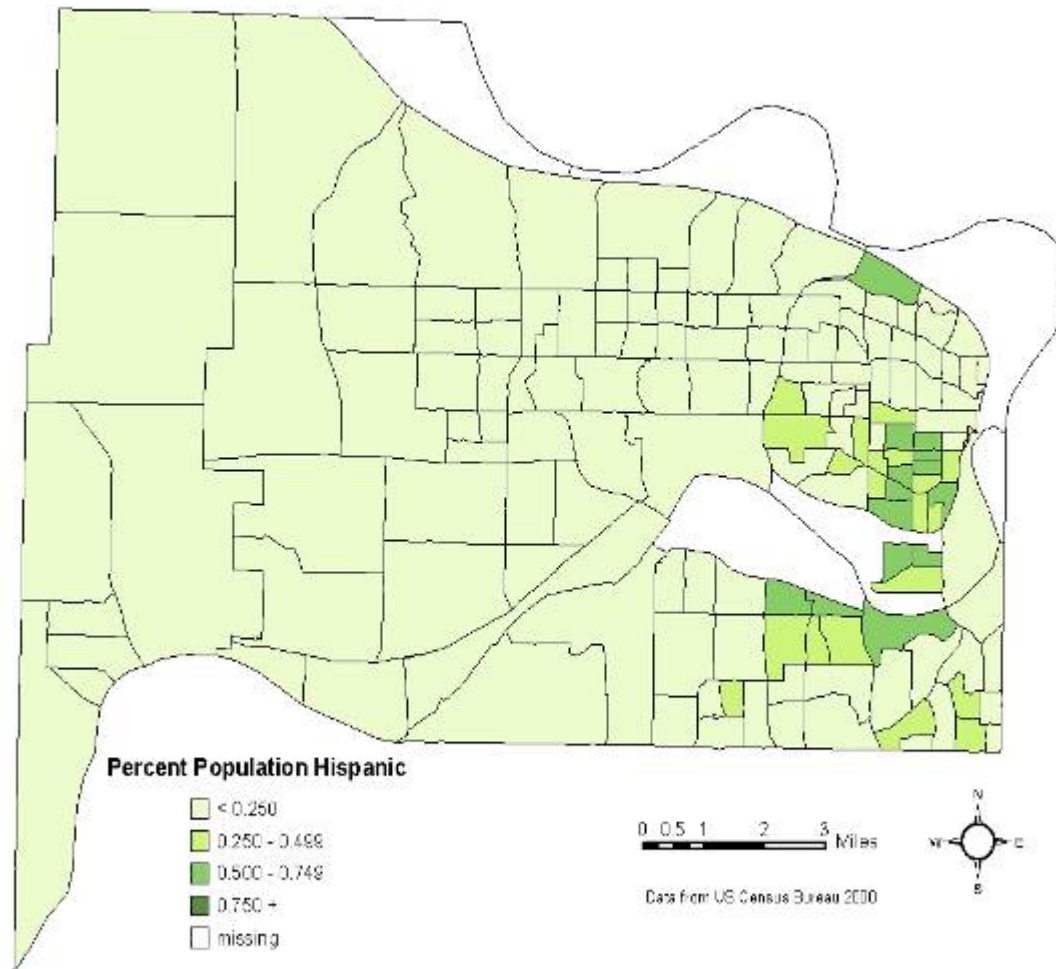 Percent Population Hispanic
< 0.250
0.250 - 0.499
0.500 - 0.749
0.750 +
missing
0 0.5 1 2 3 Miles
Data from US Census Bureau 2000
N
W E
S